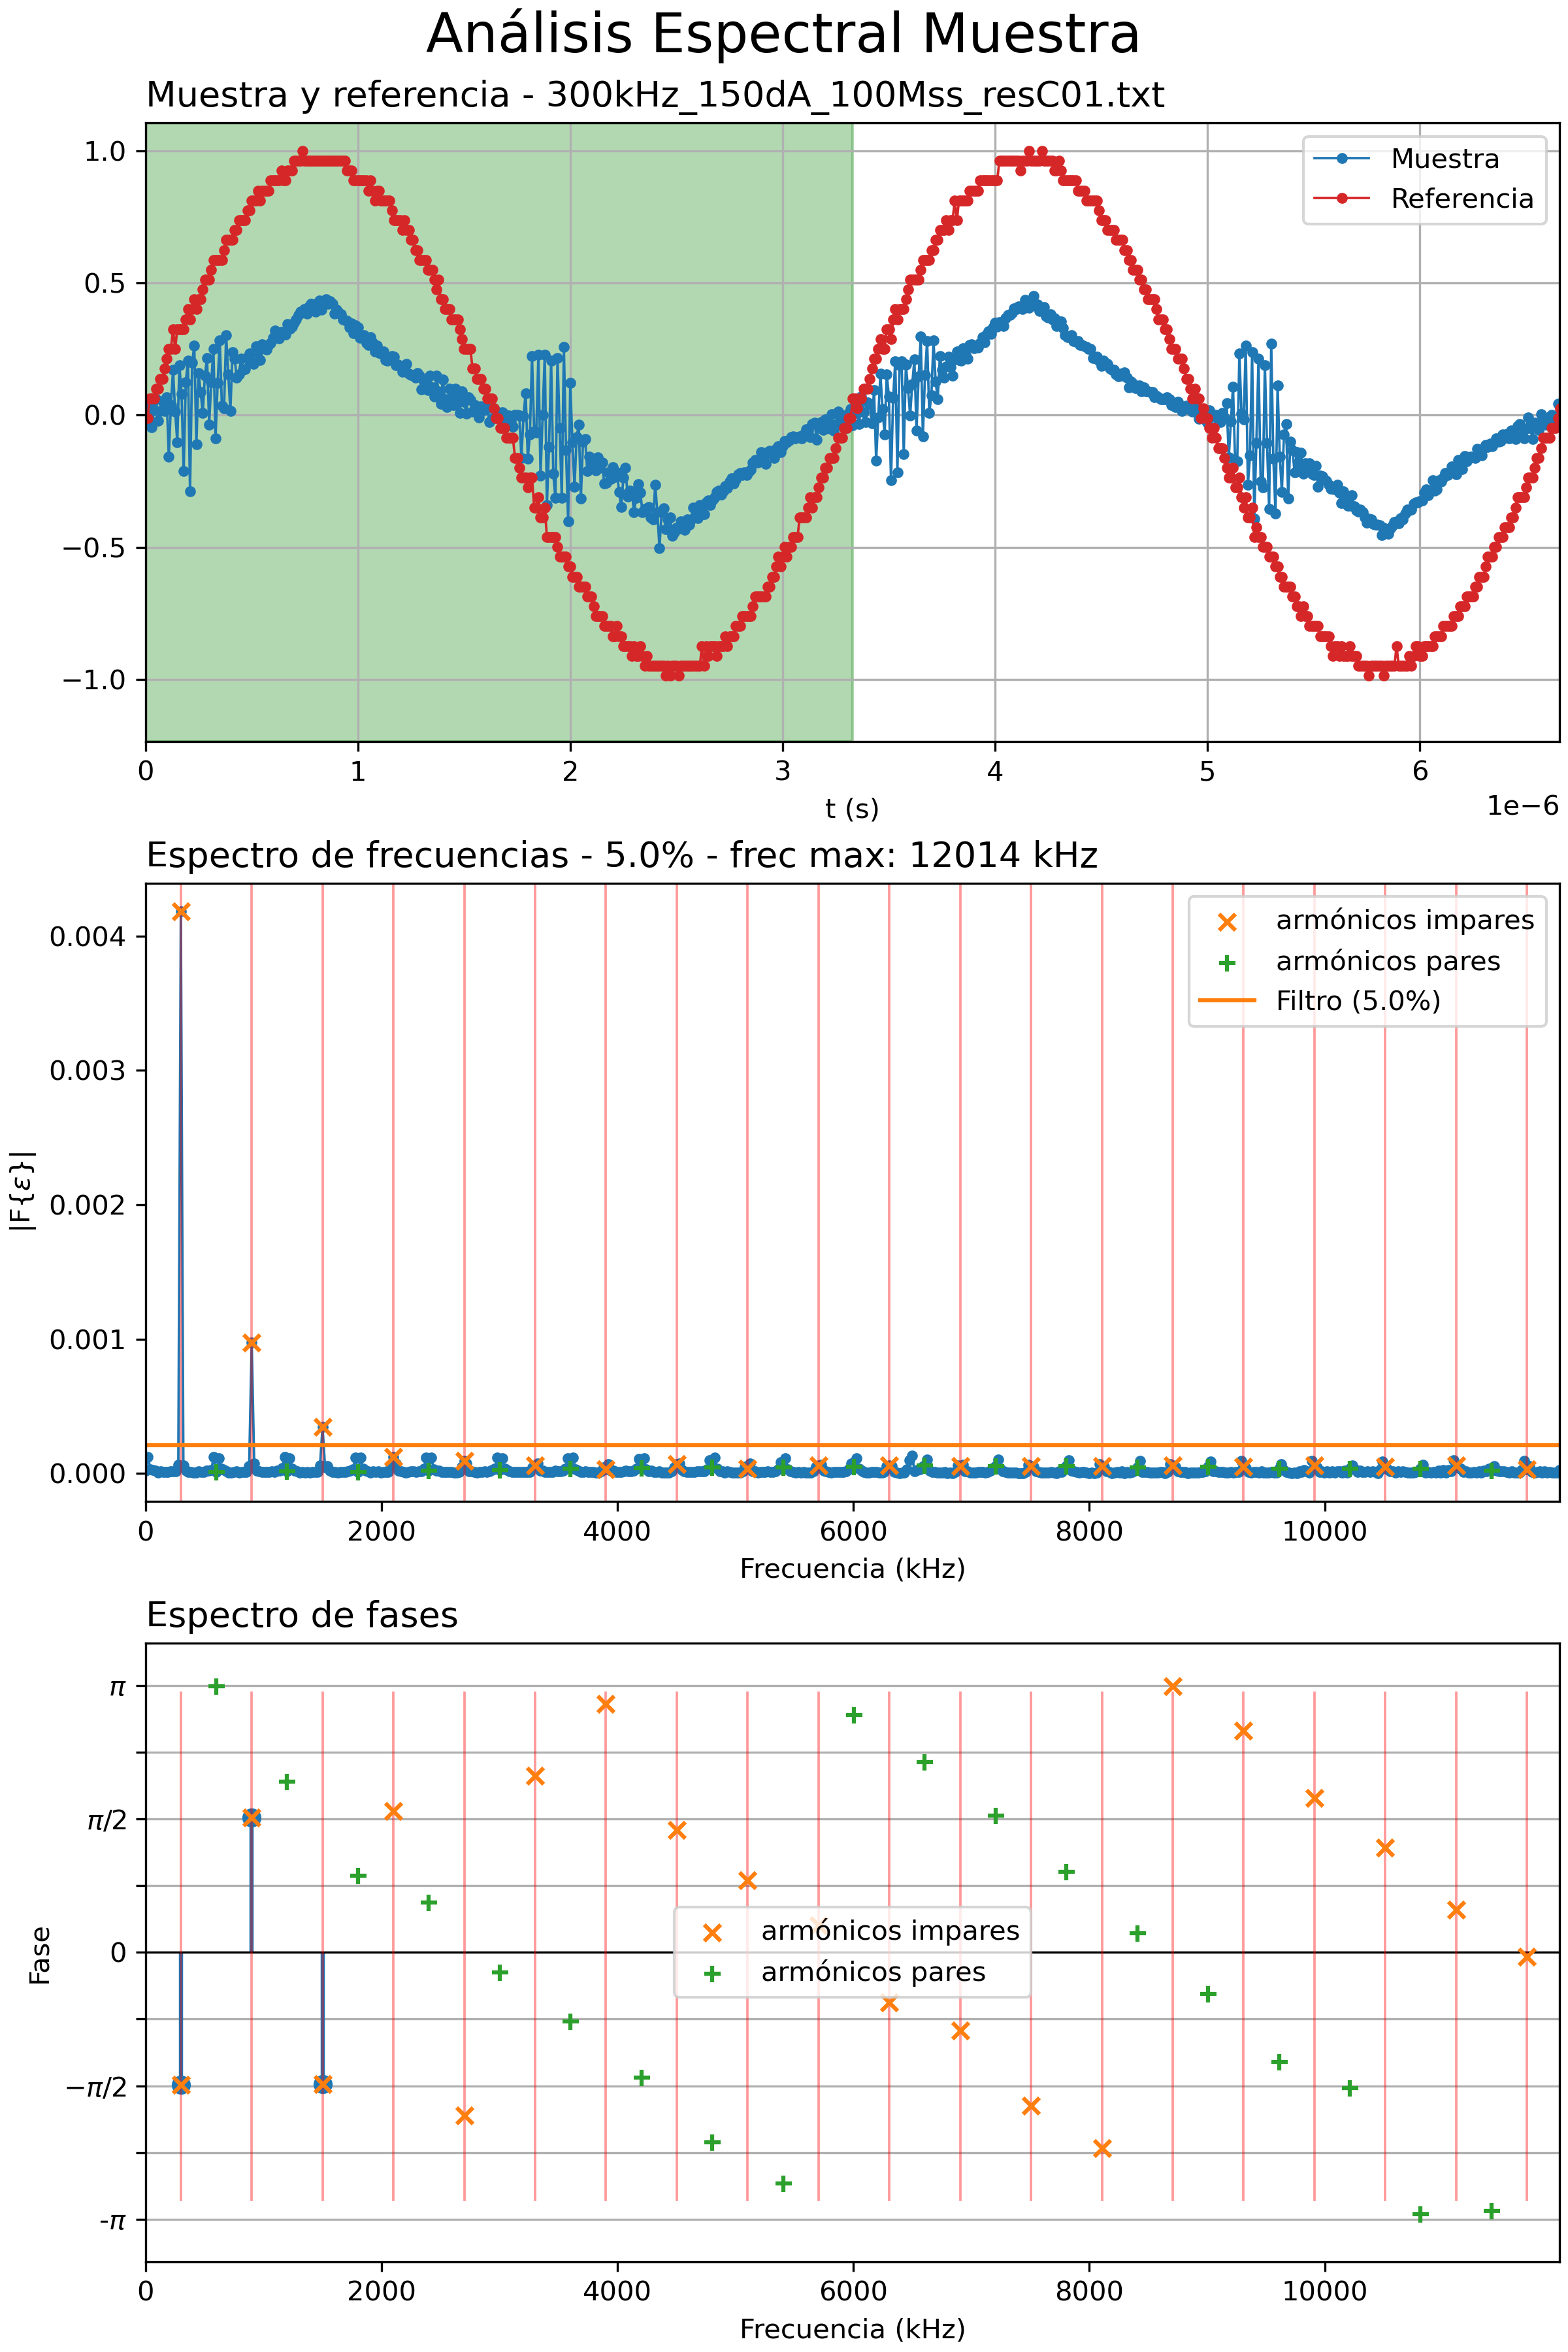 Análisis Espectral Muestra
Muestra y referencia - 300kHz_150dA_100Mss_resC01.txt
1.0
0.5
0.0
−0.5
−1.0
Muestra
Referencia
0 1 2 3 4 5 6
t (s)
1e−6
Espectro de frecuencias - 5.0% - frec max: 12014 kHz
0.004
0.003
0.002
0.001
0.000
|F{ε}|
armónicos impares
armónicos pares
Filtro (5.0%)
0 2000 4000 6000 8000 10000
Frecuencia (kHz)
Espectro de fases
π
π/2
0
−π/2
-π
Fase
armónicos impares
armónicos pares
0 2000 4000 6000 8000 10000
Frecuencia (kHz)